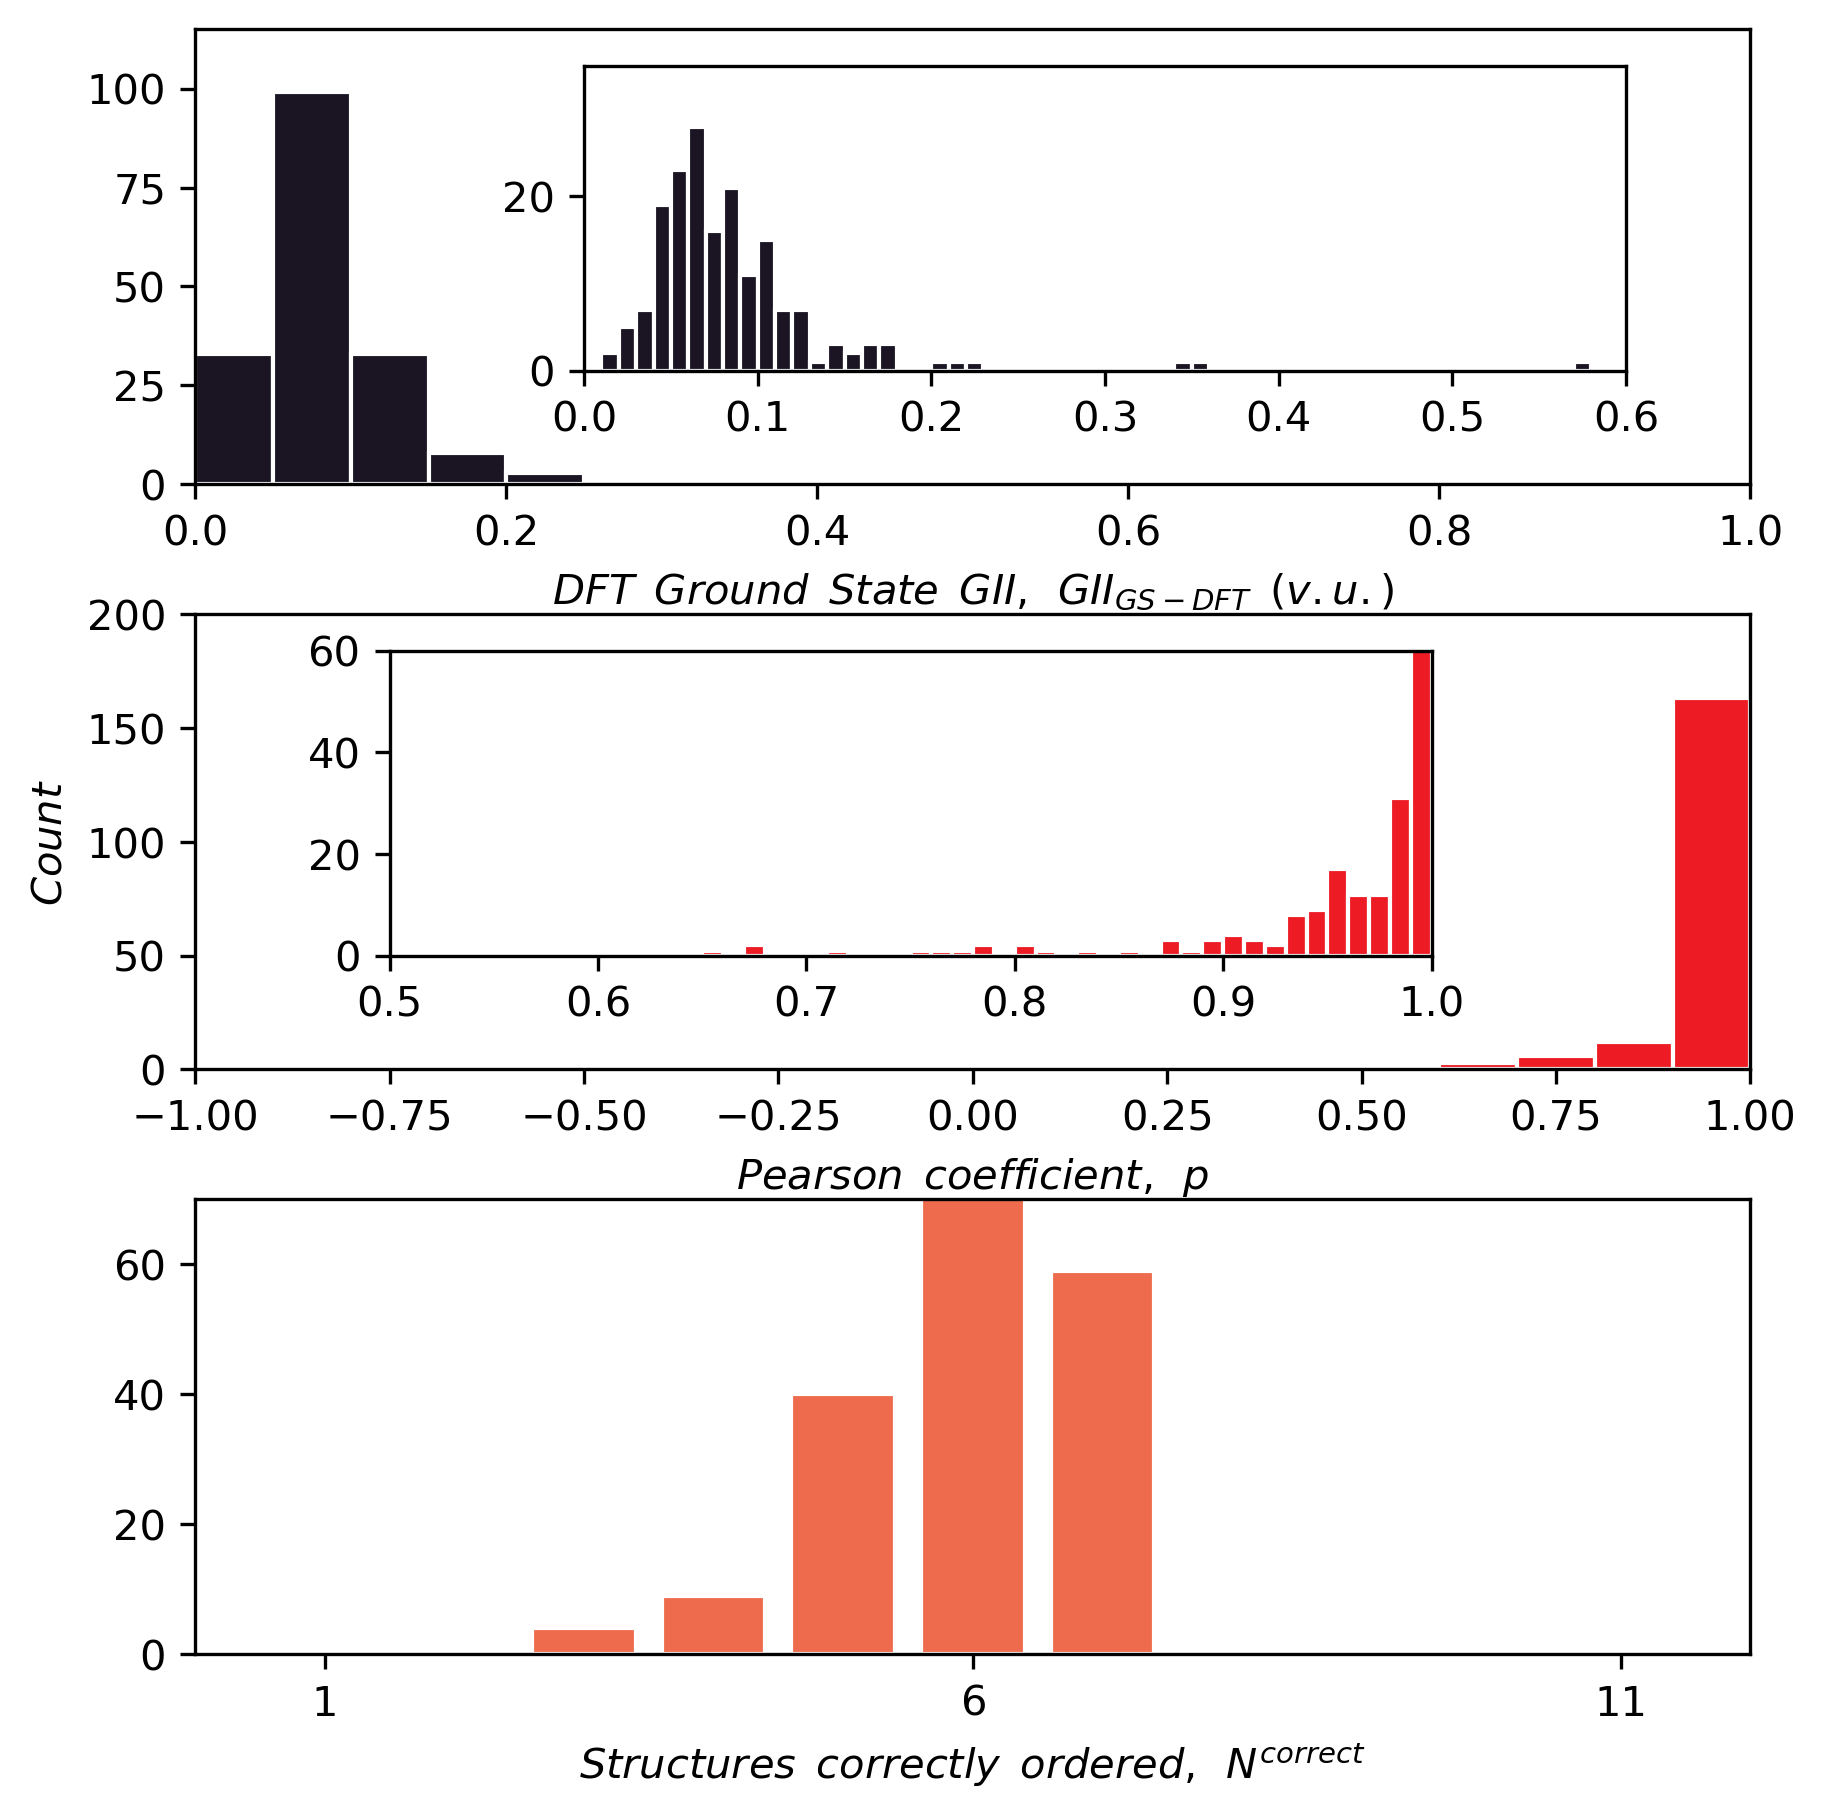 100
75
50
25
0
20
0
0.0 0.1 0.2 0.3 0.4 0.5 0.6
0.0 0.2 0.4 0.6 0.8 1.0
DFT Ground State GII, GII_{GS-DFT} (v.u.)
200
150
100
50
0
60
40
20
0
0.5 0.6 0.7 0.8 0.9 1.0
−1.00 −0.75 −0.50 −0.25 0.00 0.25 0.50 0.75 1.00
Count
Pearson coefficient, p
60
40
20
0
1 6 11
Structures correctly ordered, N^{correct}